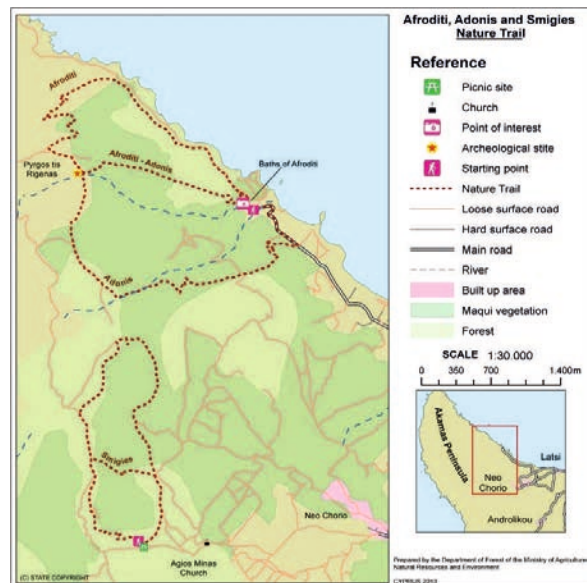 Afroditi, Adonis and Smigies
Nature Trail
Reference
Picnic site
Church
Point of interest
Archeological stite
Starting point
Nature Trail
Loose surface road
Hard surface road
Main road
River
Built up area
Maqui vegetation
Forest
SCALE 1:30.000
0 350 700 1.400m
Akamas Peninsula
Latsi
Neo
Chorio
Androlikou
Prepared by the Department of Forest of the Ministry of Agriculture
Natural Resources and Environment
CYPRUS
Afroditi
Pyrgos tis
Rigenas
Afroditi - Adonis
Baths of Afroditi
Adonis
Smigies
Neo Chorio
Agios Minas
Church
(C) STATE COPYRIGHT